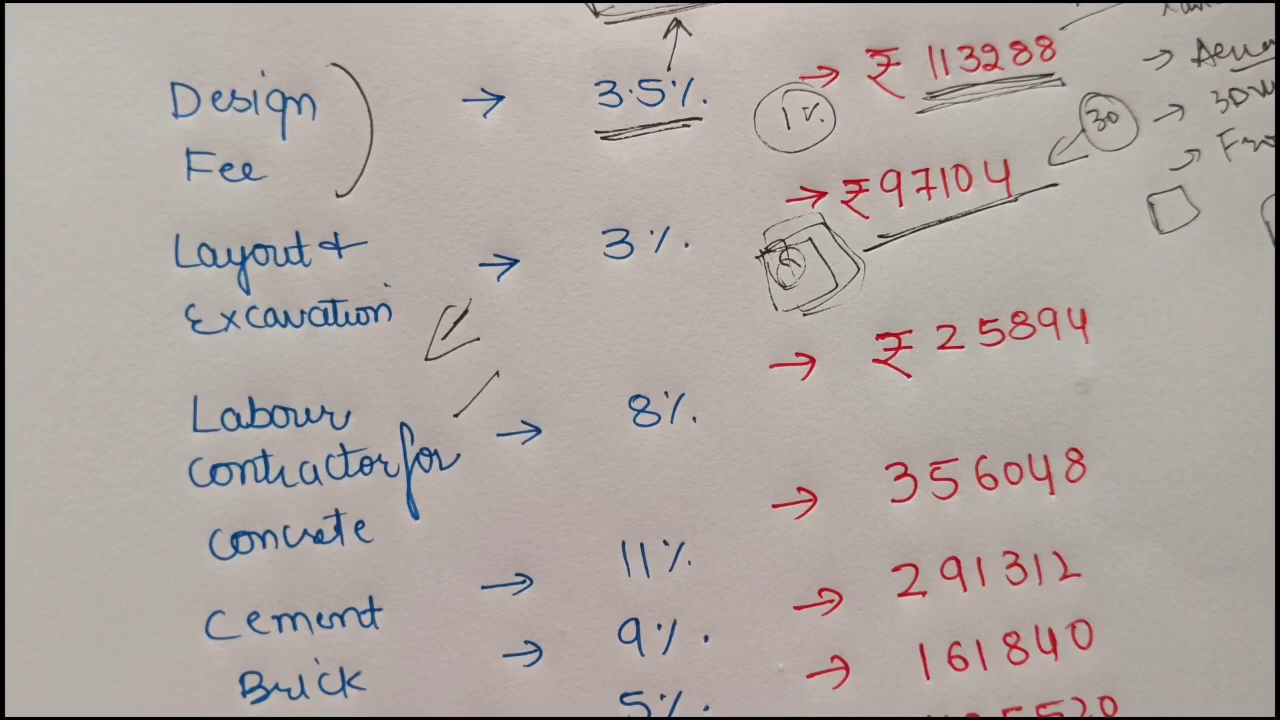 Design → 3.5%. → ₹ 113288
1%.
30
→ Fee
→ ₹97104
Layout & → 3%.
Excavation
→ ₹ 25894
Labour → 8%.
contractor for
concrete
→ 356048
→ 11%.
Cement → 291312
→ 9%.
Brick → 161840
5%.